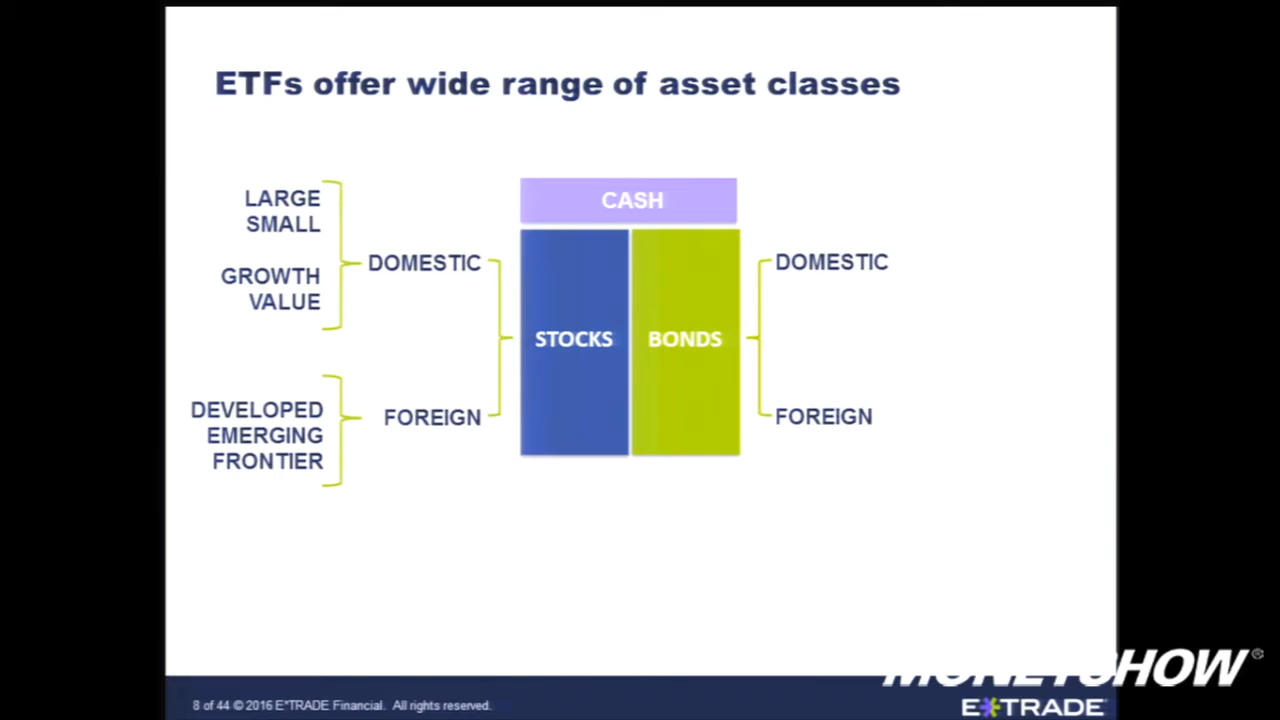 ETFs offer wide range of asset classes
CASH
LARGE
SMALL
GROWTH
VALUE
DOMESTIC
STOCKS
BONDS
DOMESTIC
DEVELOPED
EMERGING
FRONTIER
FOREIGN
FOREIGN
8 of 44 © 2016 E*TRADE Financial. All rights reserved.
MONEYSHOW®
E*TRADE